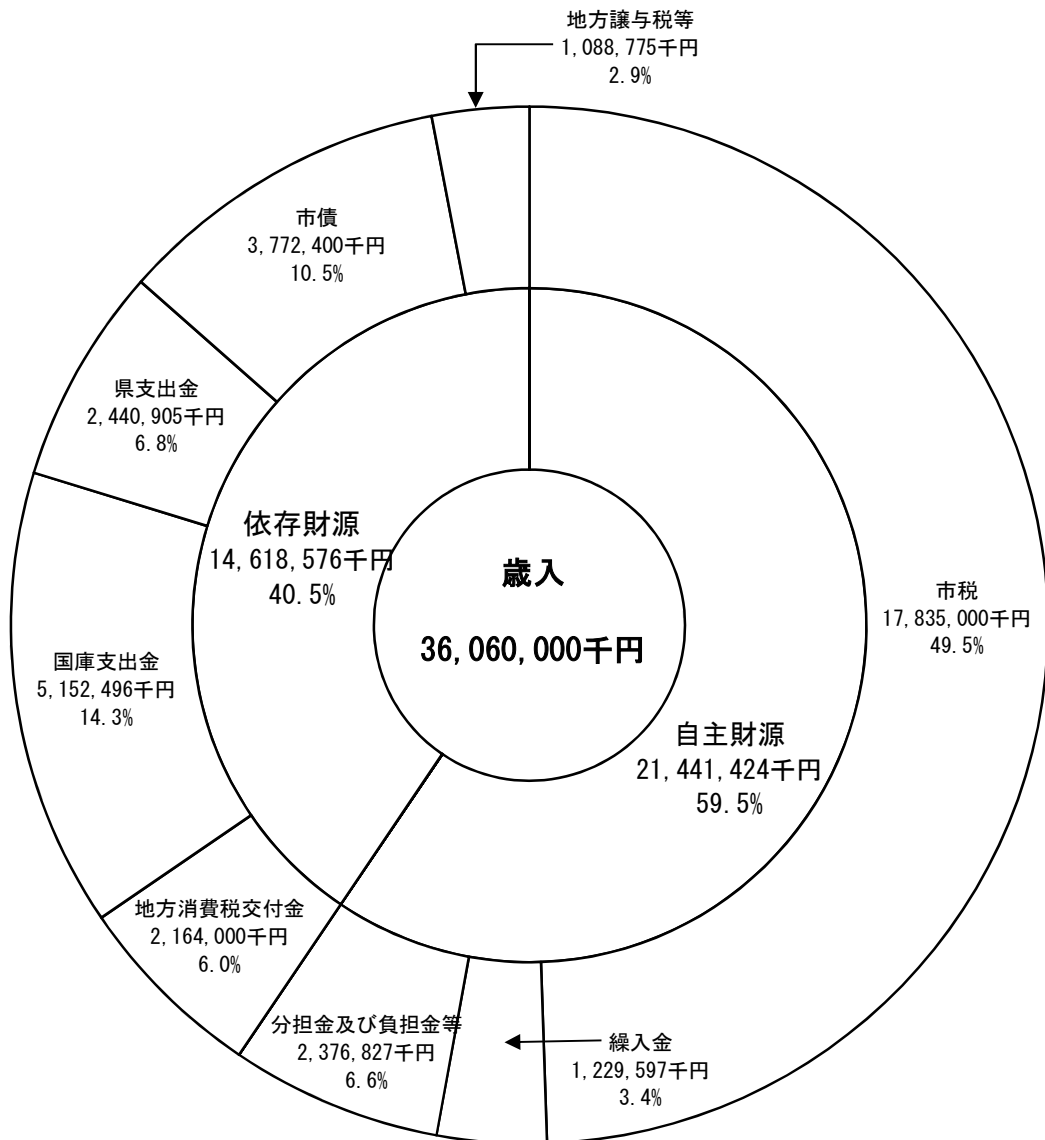 地方譲与税等
1,088,775千円
2.9%
市債
3,772,400千円
10.5%
県支出金
2,440,905千円
6.8%
依存財源
14,618,576千円
40.5%
歳入
36,060,000千円
市税
17,835,000千円
49.5%
国庫支出金
5,152,496千円
14.3%
自主財源
21,441,424千円
59.5%
地方消費税交付金
2,164,000千円
6.0%
分担金及び負担金等
2,376,827千円
6.6%
繰入金
1,229,597千円
3.4%